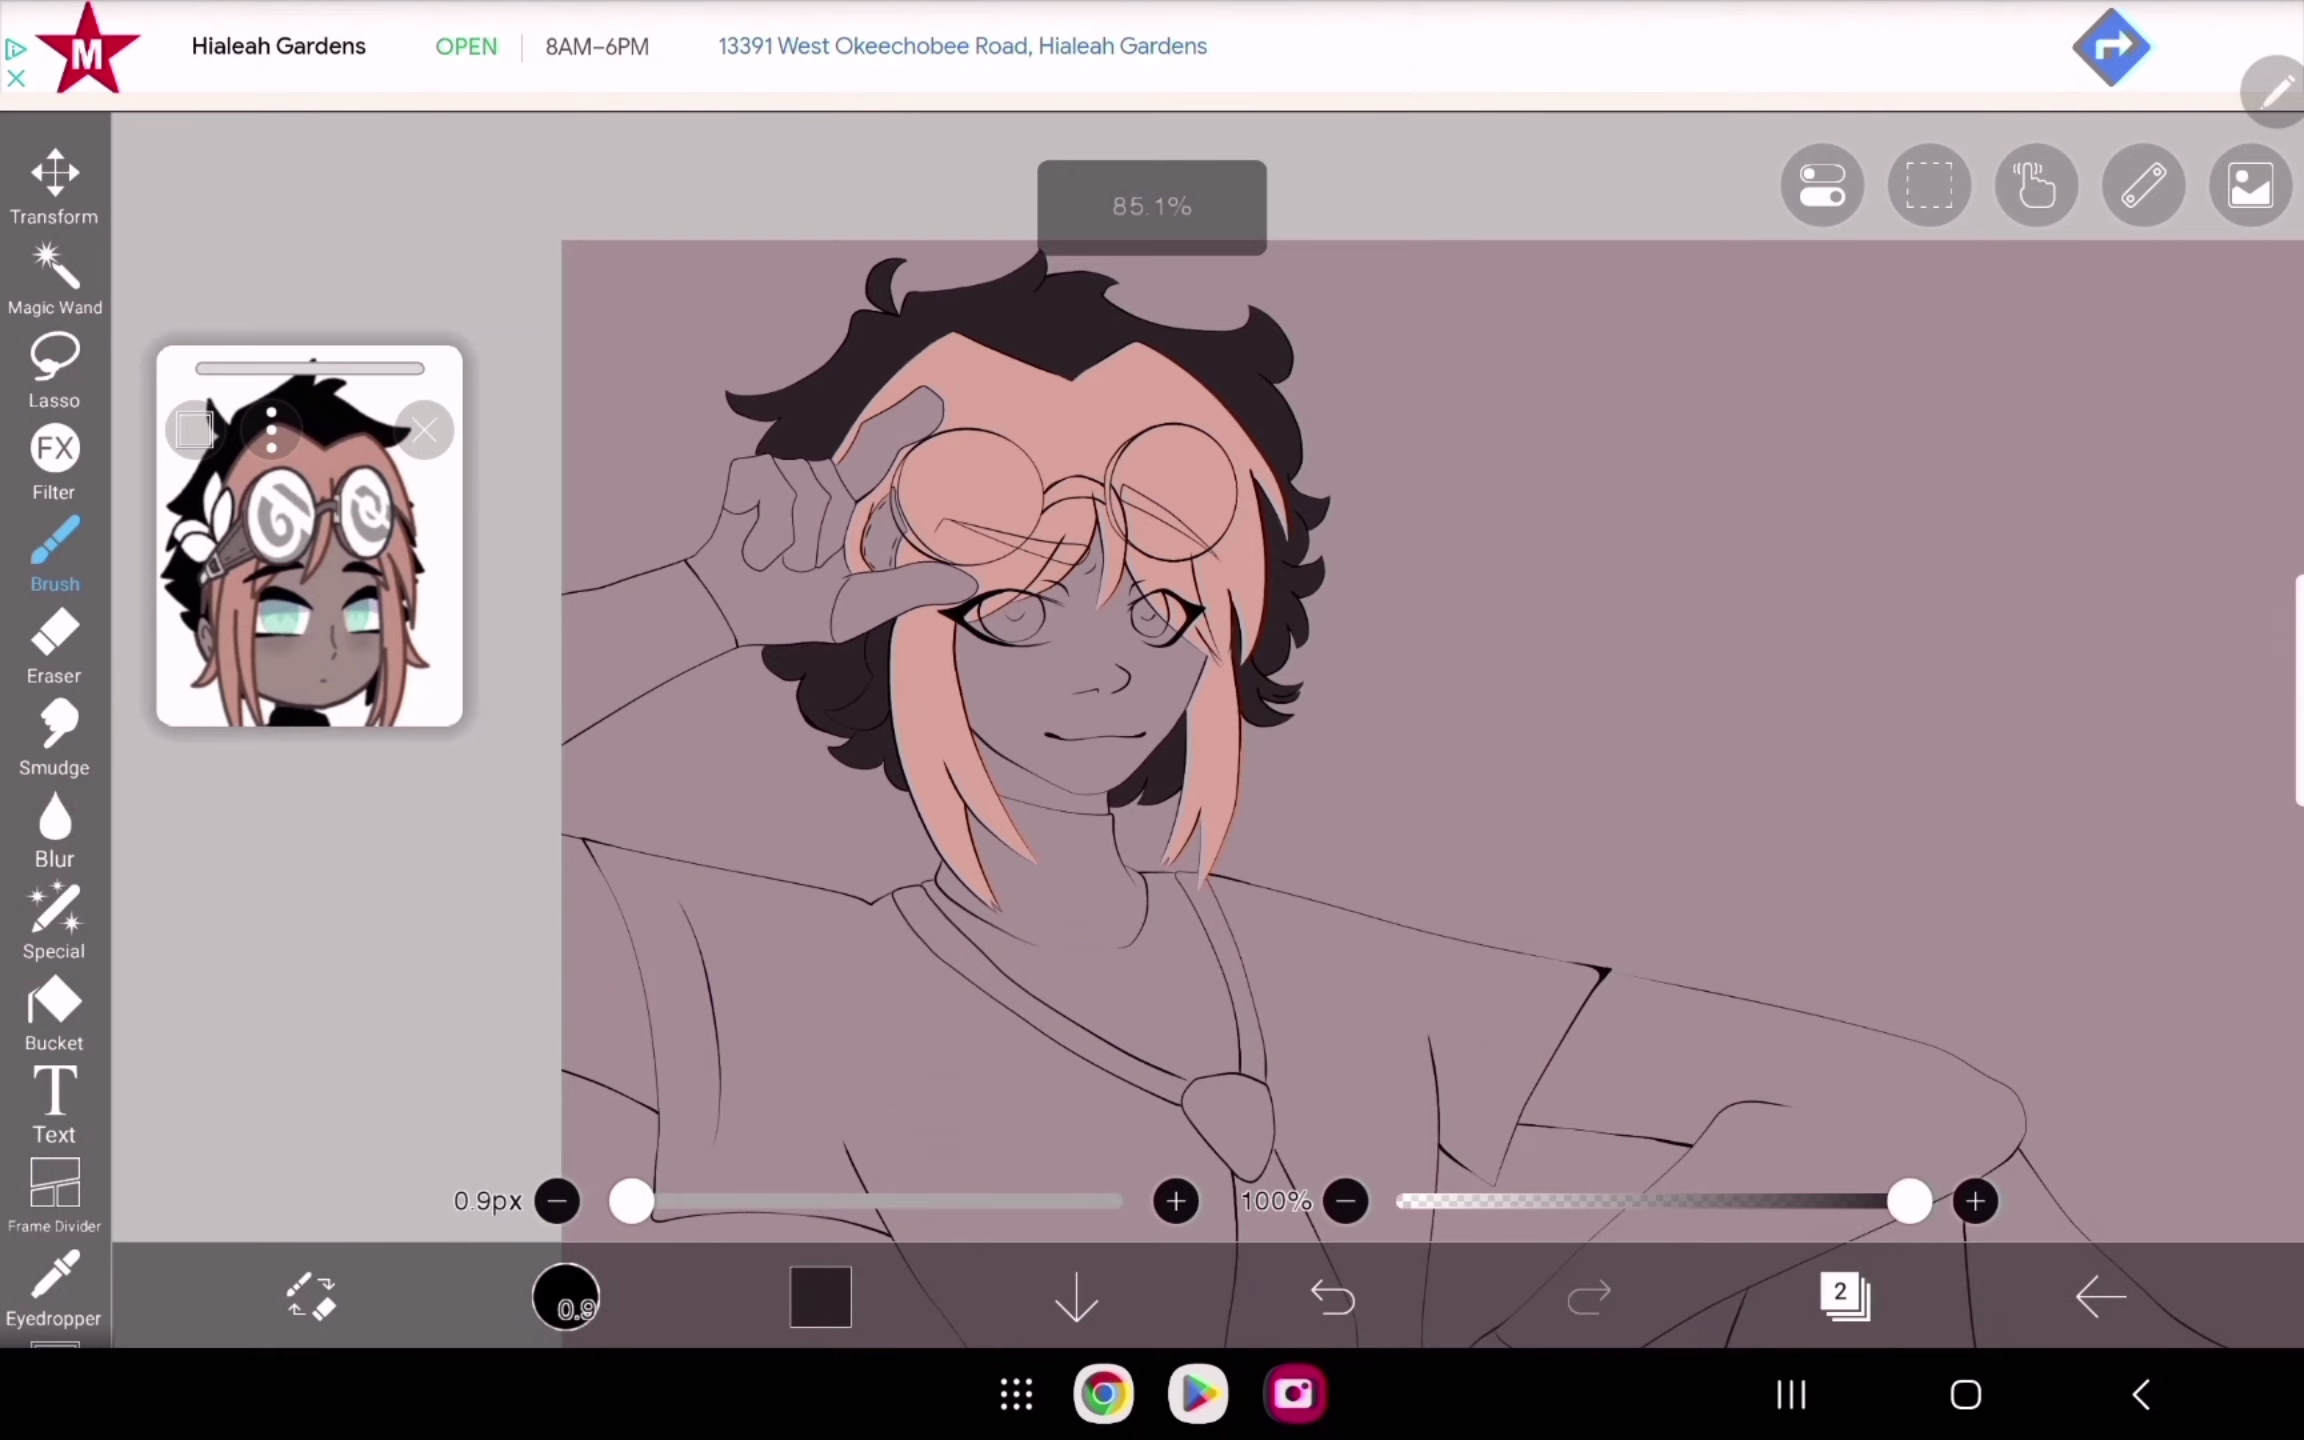 M
Hialeah Gardens OPEN 8AM–6PM 13391 West Okeechobee Road, Hialeah Gardens
85.1%
Transform
Magic Wand
Lasso
FX
Filter
Brush
Eraser
Smudge
Blur
Special
Bucket
T
Text
Frame Divider
Eyedropper
0.9px
100%
0.9
2